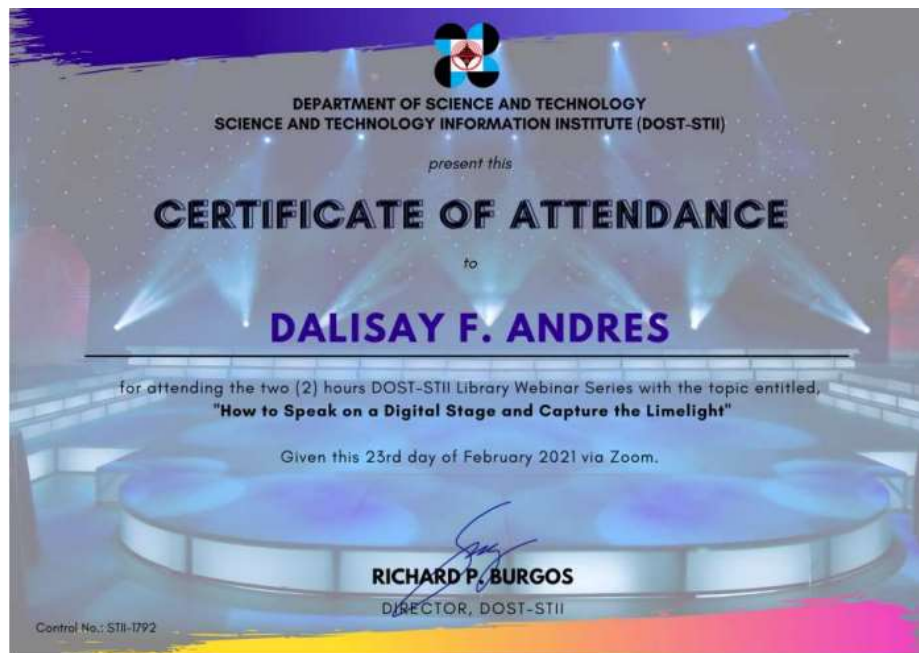 DEPARTMENT OF SCIENCE AND TECHNOLOGY
SCIENCE AND TECHNOLOGY INFORMATION INSTITUTE (DOST-STII)
present this
CERTIFICATE OF ATTENDANCE
to
DALISAY F. ANDRES
for attending the two (2) hours DOST-STII Library Webinar Series with the topic entitled,
"How to Speak on a Digital Stage and Capture the Limelight"
Given this 23rd day of February 2021 via Zoom.
RICHARD P. BURGOS
DIRECTOR, DOST-STII
Control No.: STII-1792